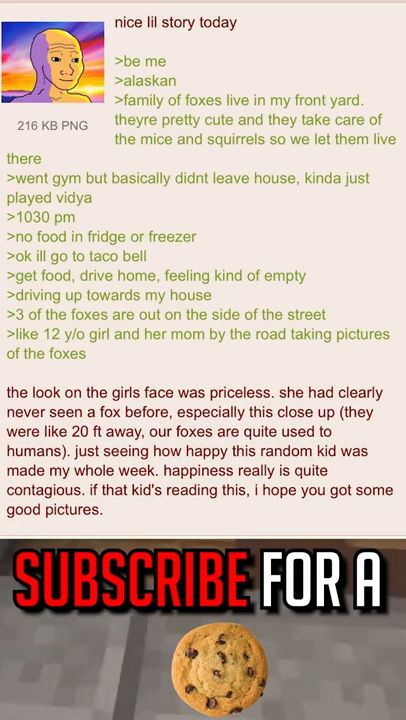 nice lil story today
>be me
>alaskan
>family of foxes live in my front yard.
theyre pretty cute and they take care of
216 KB PNG
the mice and squirrels so we let them live
there
>went gym but basically didnt leave house, kinda just
played vidya
>1030 pm
>no food in fridge or freezer
>ok ill go to taco bell
>get food, drive home, feeling kind of empty
>driving up towards my house
>3 of the foxes are out on the side of the street
>like 12 y/o girl and her mom by the road taking pictures
of the foxes
the look on the girls face was priceless. she had clearly
never seen a fox before, especially this close up (they
were like 20 ft away, our foxes are quite used to
humans). just seeing how happy this random kid was
made my whole week. happiness really is quite
contagious. if that kid's reading this, i hope you got some
good pictures.
SUBSCRIBE FOR A